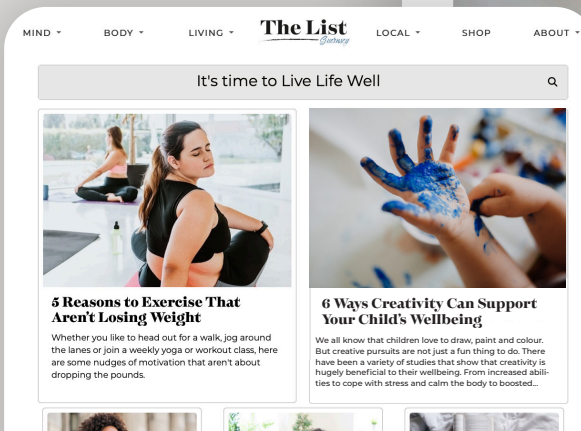 MIND
BODY
LIVING
The List
Guernsey
LOCAL
SHOP
ABOUT
It's time to Live Life Well
5 Reasons to Exercise That
Aren't Losing Weight
Whether you like to head out for a walk, jog around
the lanes or join a weekly yoga or workout class, here
are some nudges of motivation that aren't about
dropping the pounds.
6 Ways Creativity Can Support
Your Child's Wellbeing
We all know that children love to draw, paint and colour.
But creative pursuits are not just a fun thing to do. There
have been a variety of studies that show that creativity is
hugely beneficial to their wellbeing. From increased abili-
ties to cope with stress and calm the body to boosted...